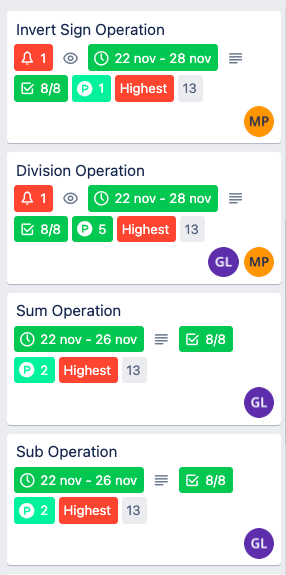 Invert Sign Operation
1 22 nov - 28 nov
8/8 P 1 Highest 13
MP
Division Operation
1 22 nov - 28 nov
8/8 P 5 Highest 13
GL MP
Sum Operation
22 nov - 26 nov 8/8
P 2 Highest 13
GL
Sub Operation
22 nov - 26 nov 8/8
P 2 Highest 13
GL